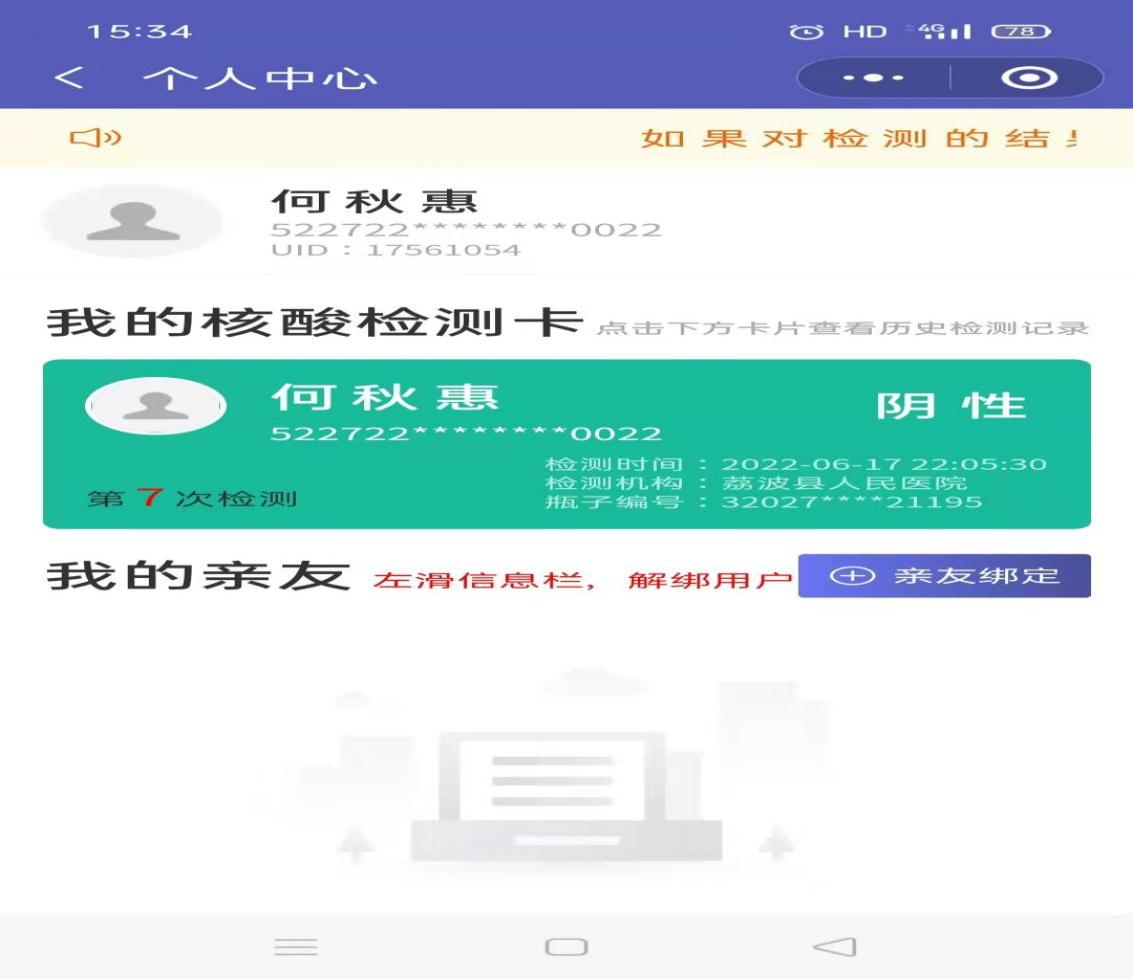 15:34 HD 4G 78
个人中心
如果对检测的结
何秋惠
522722********0022
UID：17561054
我的核酸检测卡 点击下方卡片查看历史检测记录
何秋惠 阴性
522722********0022
检测时间：2022-06-17 22:05:30
检测机构：荔波县人民医院
第7次检测 瓶子编号：32027****21195
我的亲友 左滑信息栏，解绑用户 亲友绑定